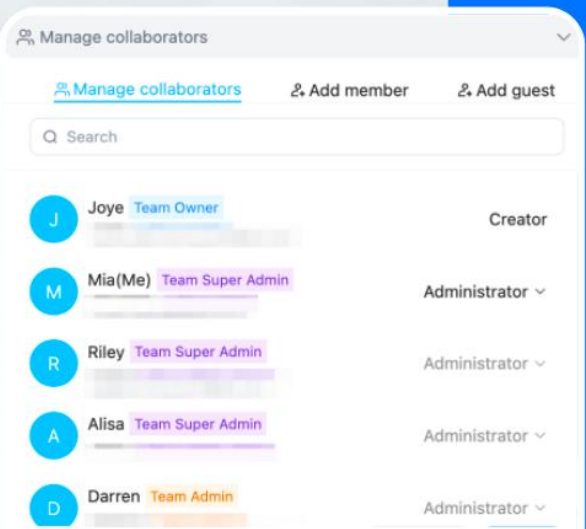 Manage collaborators
Manage collaborators Add member Add guest
Search
J Joye Team Owner Creator
M Mia(Me) Team Super Admin Administrator
R Riley Team Super Admin Administrator
A Alisa Team Super Admin Administrator
D Darren Team Admin Administrator